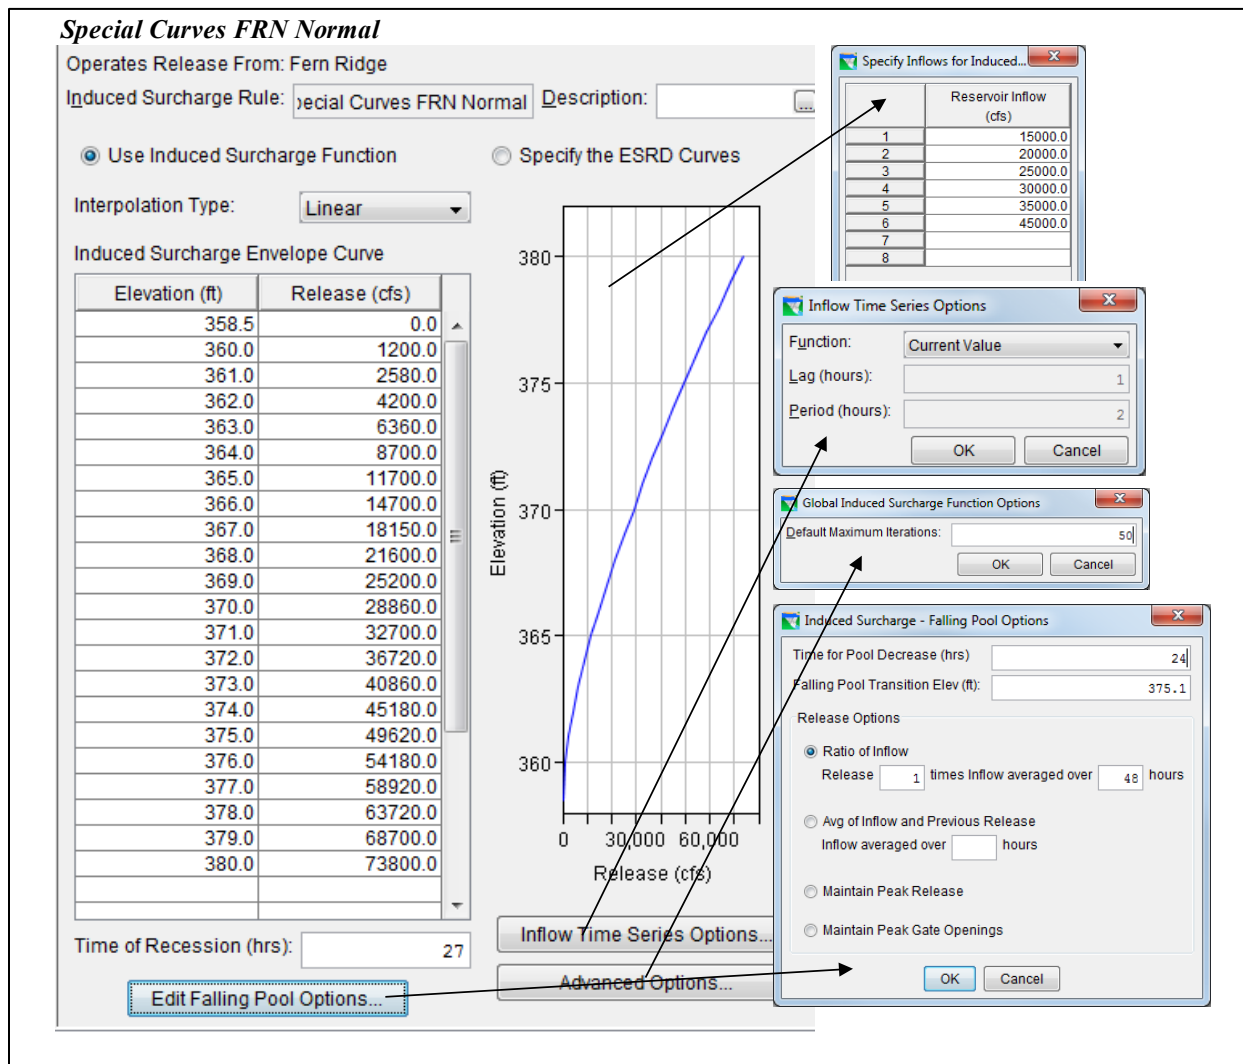 Special Curves FRN Normal
Operates Release From: Fern Ridge
Induced Surcharge Rule: pecial Curves FRN Normal Description: ...
Use Induced Surcharge Function Specify the ESRD Curves
Interpolation Type: Linear
Induced Surcharge Envelope Curve
Elevation (ft) Release (cfs)
358.5 0.0
360.0 1200.0
361.0 2580.0
362.0 4200.0
363.0 6360.0
364.0 8700.0
365.0 11700.0
366.0 14700.0
367.0 18150.0
368.0 21600.0
369.0 25200.0
370.0 28860.0
371.0 32700.0
372.0 36720.0
373.0 40860.0
374.0 45180.0
375.0 49620.0
376.0 54180.0
377.0 58920.0
378.0 63720.0
379.0 68700.0
380.0 73800.0
Time of Recession (hrs): 27
Edit Falling Pool Options...
380
375
370
365
360
Elevation (ft)
0 30,000 60,000
Release (cfs)
Inflow Time Series Options...
Advanced Options...
Specify Inflows for Induced...
Reservoir Inflow
(cfs)
1 15000.0
2 20000.0
3 25000.0
4 30000.0
5 35000.0
6 45000.0
7
8
Inflow Time Series Options
Function: Current Value
Lag (hours): 1
Period (hours): 2
OK Cancel
Global Induced Surcharge Function Options
Default Maximum Iterations: 50
OK Cancel
Induced Surcharge - Falling Pool Options
Time for Pool Decrease (hrs) 24
Falling Pool Transition Elev (ft): 375.1
Release Options
Ratio of Inflow
Release 1 times Inflow averaged over 48 hours
Avg of Inflow and Previous Release
Inflow averaged over hours
Maintain Peak Release
Maintain Peak Gate Openings
OK Cancel